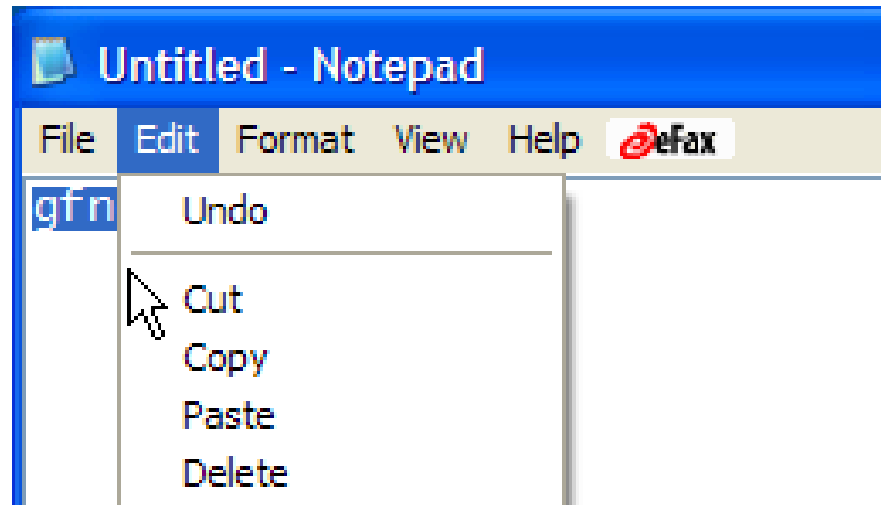 Untitled - Notepad
File Edit Format View Help eFax
gfn
Undo
Cut
Copy
Paste
Delete